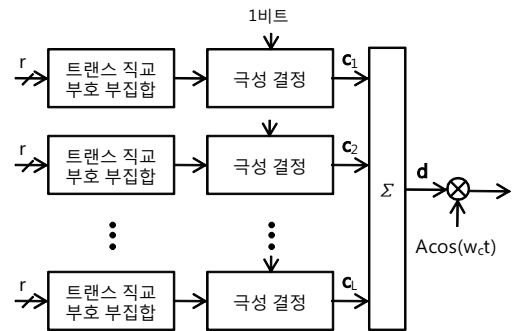 1비트
r
트랜스 직교
부호 부집합
극성 결정
c1
r
트랜스 직교
부호 부집합
극성 결정
c2
Σ
d
Acos(wct)
r
트랜스 직교
부호 부집합
극성 결정
cL